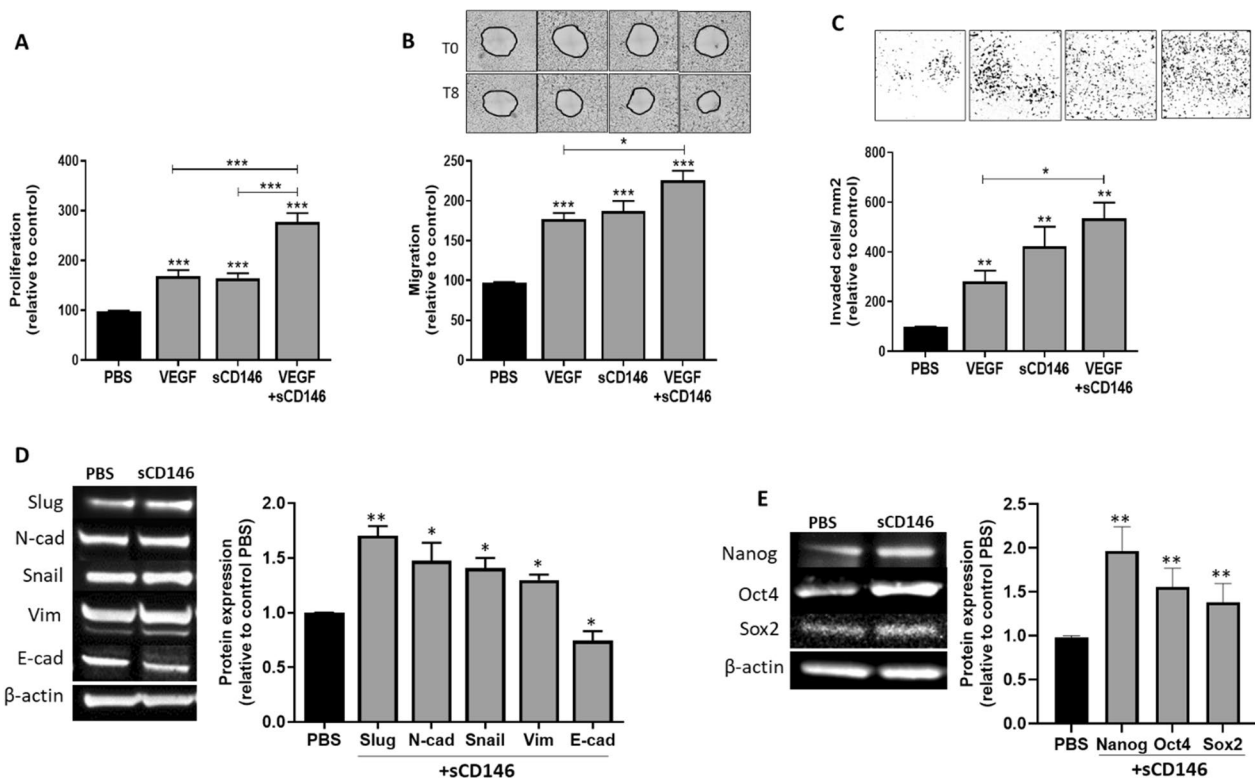 A
***
***
***
***
***
400
300
200
100
0
Proliferation
(relative to control)
PBS
VEGF
sCD146
VEGF
+sCD146
B
T0
T8
*
***
***
***
250
200
150
100
50
0
Migration
(relative to control)
PBS
VEGF
sCD146
VEGF
+sCD146
C
*
**
**
**
800
600
400
200
0
Invaded cells/ mm2
(relative to control)
PBS
VEGF
sCD146
VEGF
+sCD146
D
PBS sCD146
Slug
N-cad
Snail
Vim
E-cad
β-actin
Protein expression
(relative to control PBS)
2.0
1.5
1.0
0.5
0.0
**
*
*
*
*
PBS Slug N-cad Snail Vim E-cad
+sCD146
E
PBS sCD146
Nanog
Oct4
Sox2
β-actin
Protein expression
(relative to control PBS)
2.5
2.0
1.5
1.0
0.5
0.0
**
**
**
PBS Nanog Oct4 Sox2
+sCD146